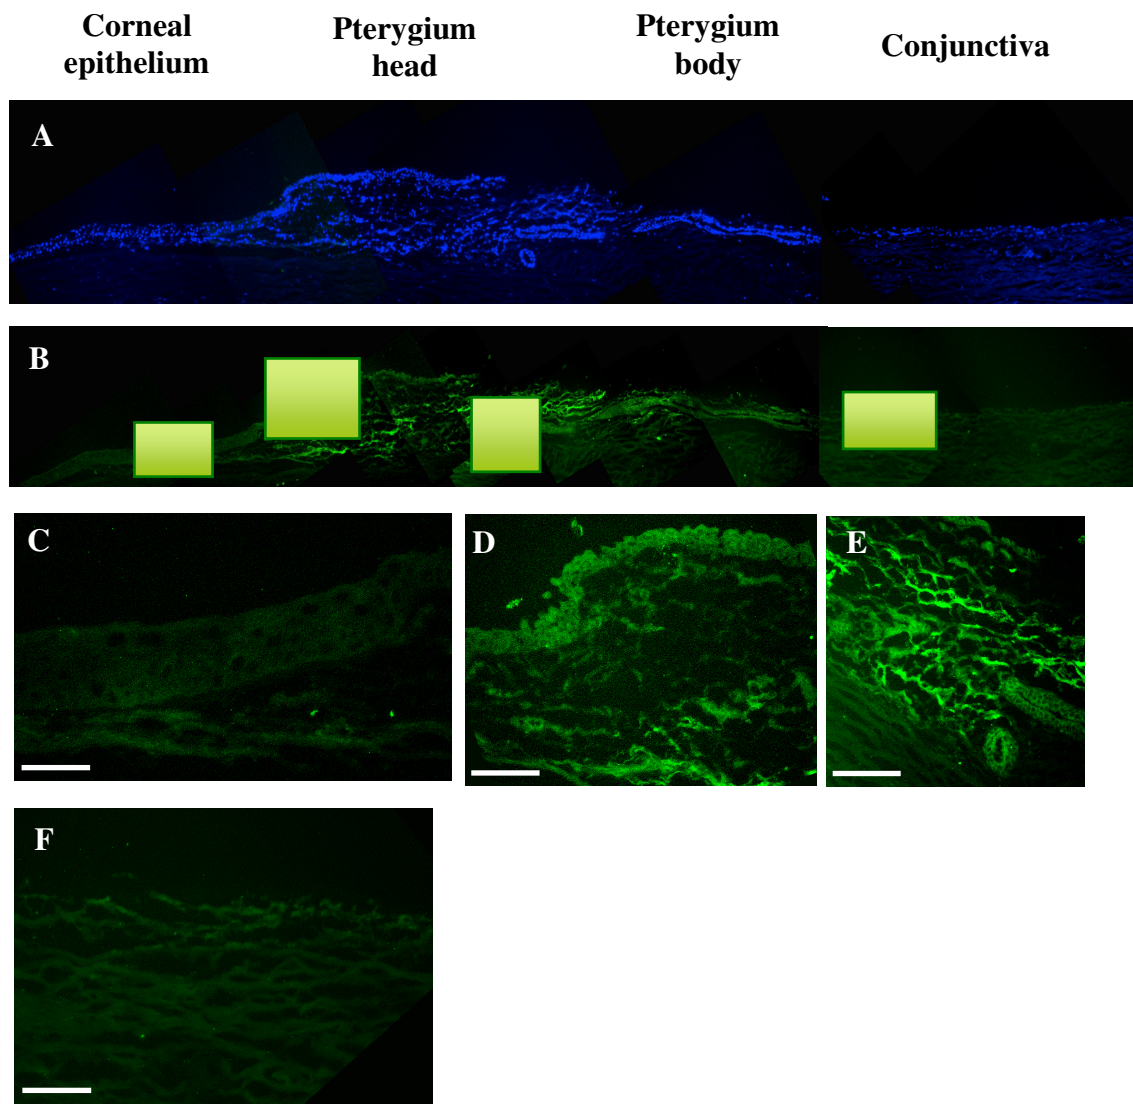 Corneal
epithelium
Pterygium
head
Pterygium
body
Conjunctiva
A
B
C
D
E
F